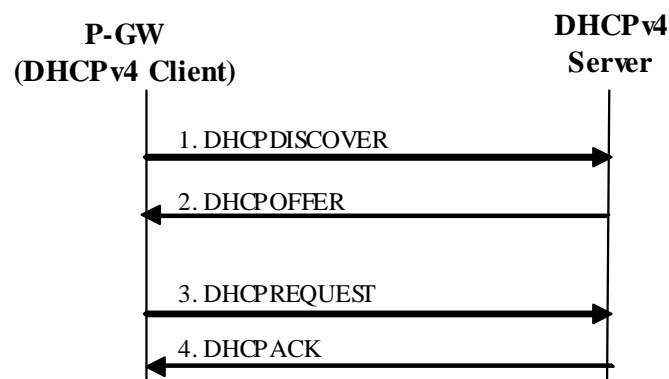 P-GW
(DHCPv4 Client)
DHCPv4
Server
1. DHCPDISCOVER
2. DHCPOFFER
3. DHCPREQUEST
4. DHCPACK